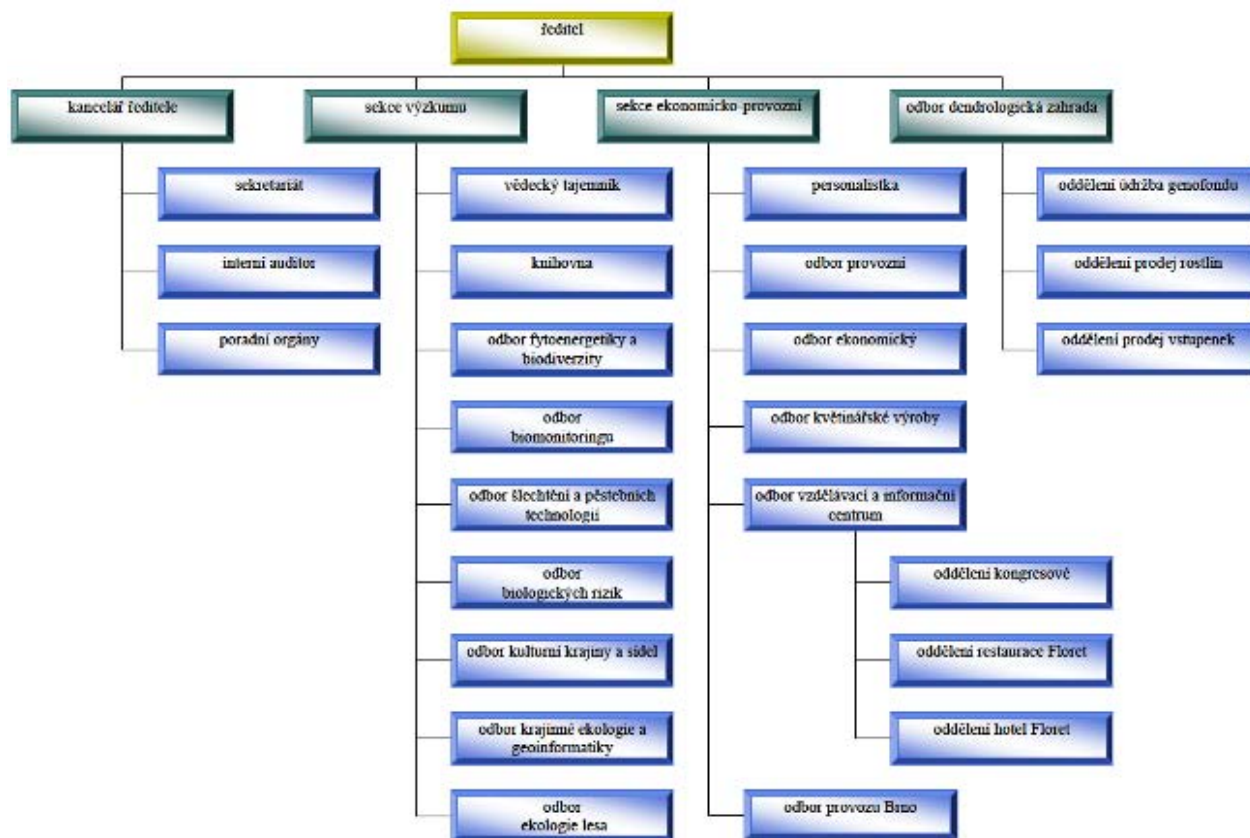 ředitel
kancelář ředitele
sekce výzkumu
sekce ekonomicko-provozní
odbor dendrologická zahrada
sekretariát
interní auditor
poradní orgány
vědecký tajemník
knihovna
odbor fytoenergetiky a
biodiverzity
odbor
biomonitoringu
odbor šlechtění a pěstebních
technologií
odbor
biologických rizik
odbor kulturní krajiny a sídel
odbor krajinné ekologie a
geoinformatiky
odbor
ekologie lesa
personalistka
odbor provozní
odbor ekonomický
odbor květinářské výroby
odbor vzdělávací a informační
centrum
oddělení kongresové
oddělení restaurace Floret
oddělení hotel Floret
odbor provozu Brno
oddělení údržba genofondu
oddělení prodej rostlin
oddělení prodej vstupenek